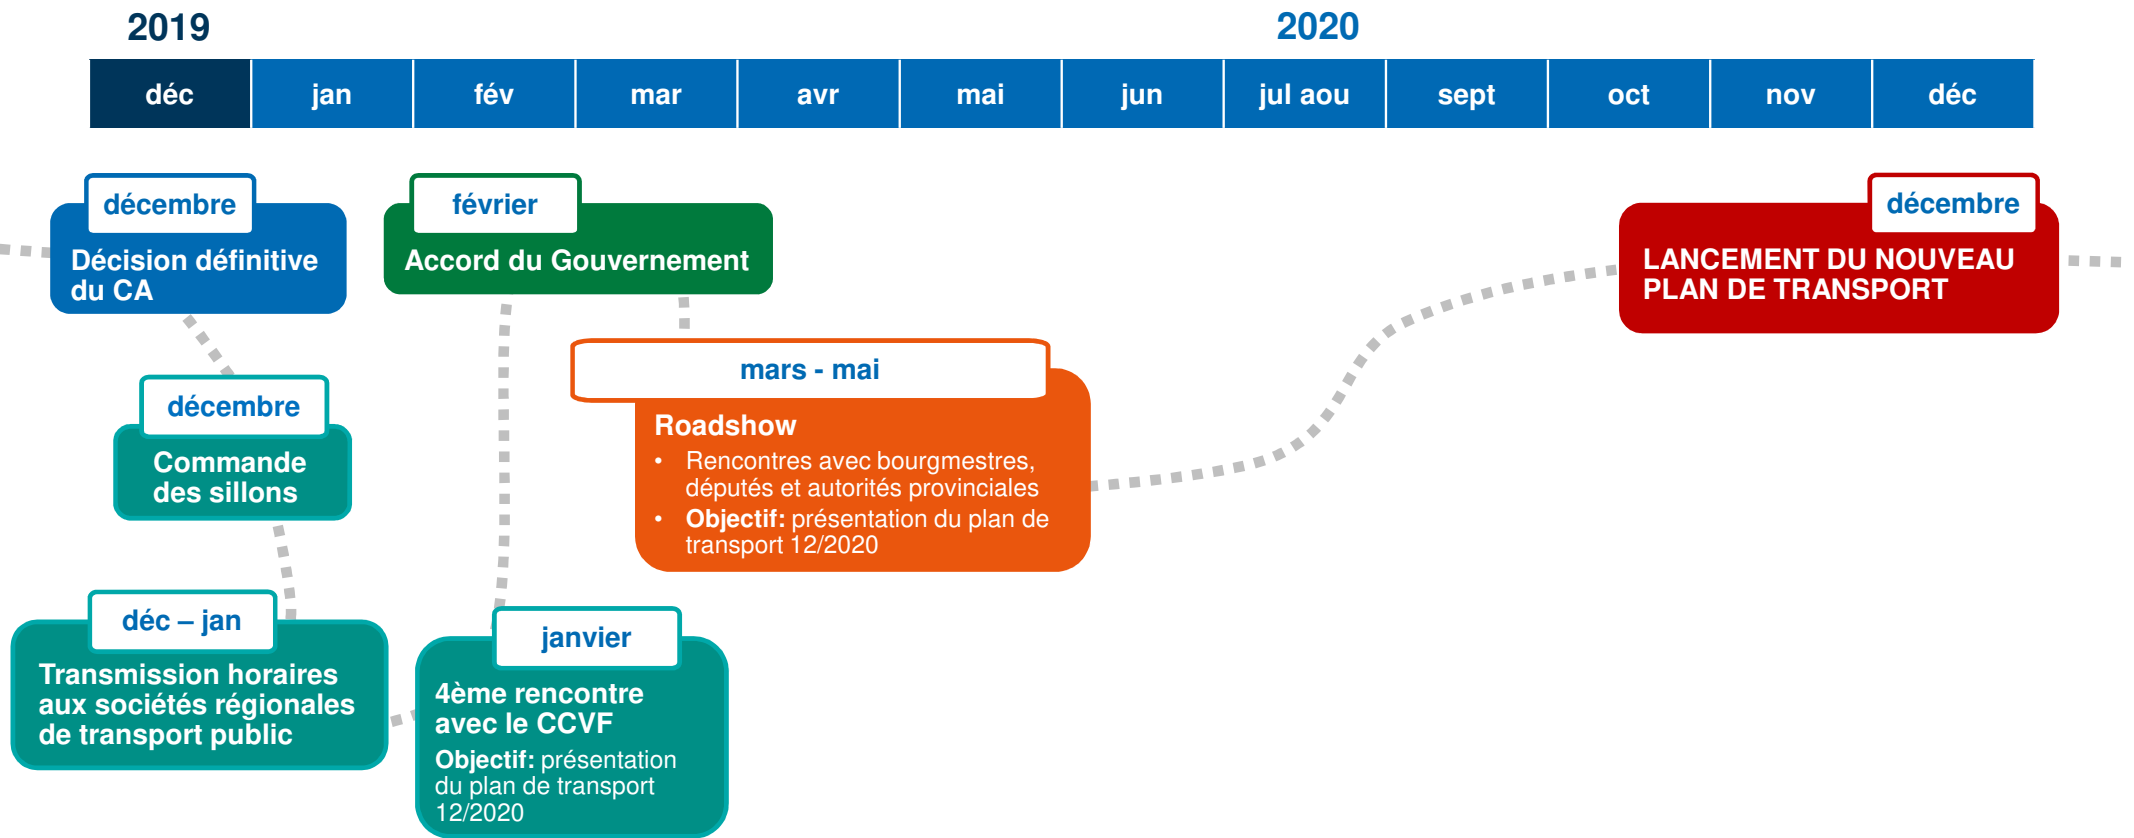 2019
2020
déc jan fév mar avr mai jun jul aou sept oct nov déc
décembre
Décision définitive
du CA
décembre
Commande
des sillons
déc – jan
Transmission horaires
aux sociétés régionales
de transport public
janvier
4ème rencontre
avec le CCVF
Objectif: présentation
du plan de transport
12/2020
février
Accord du Gouvernement
mars - mai
Roadshow
• Rencontres avec bourgmestres,
députés et autorités provinciales
• Objectif: présentation du plan de
transport 12/2020
décembre
LANCEMENT DU NOUVEAU
PLAN DE TRANSPORT